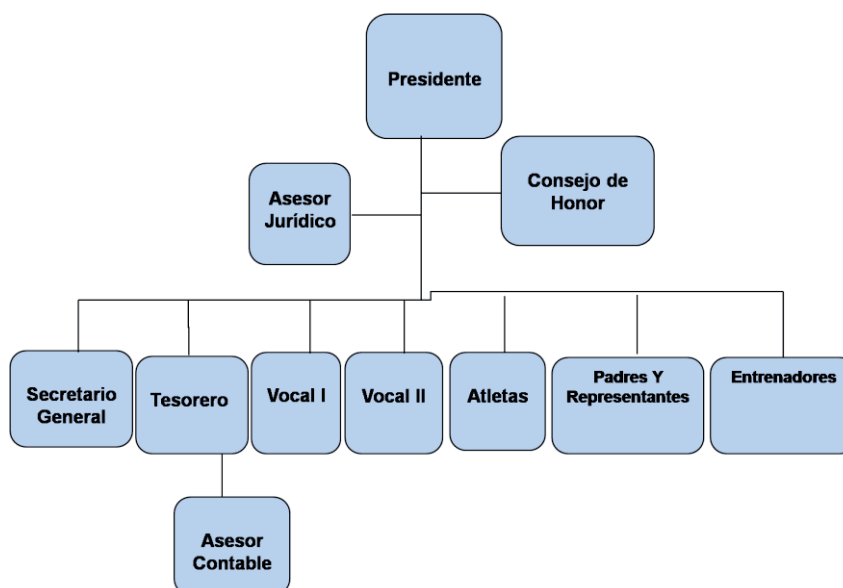 Presidente
Asesor
Jurídico
Consejo de
Honor
Secretario
General
Tesorero
Vocal I
Vocal II
Atletas
Padres Y
Representantes
Entrenadores
Asesor
Contable